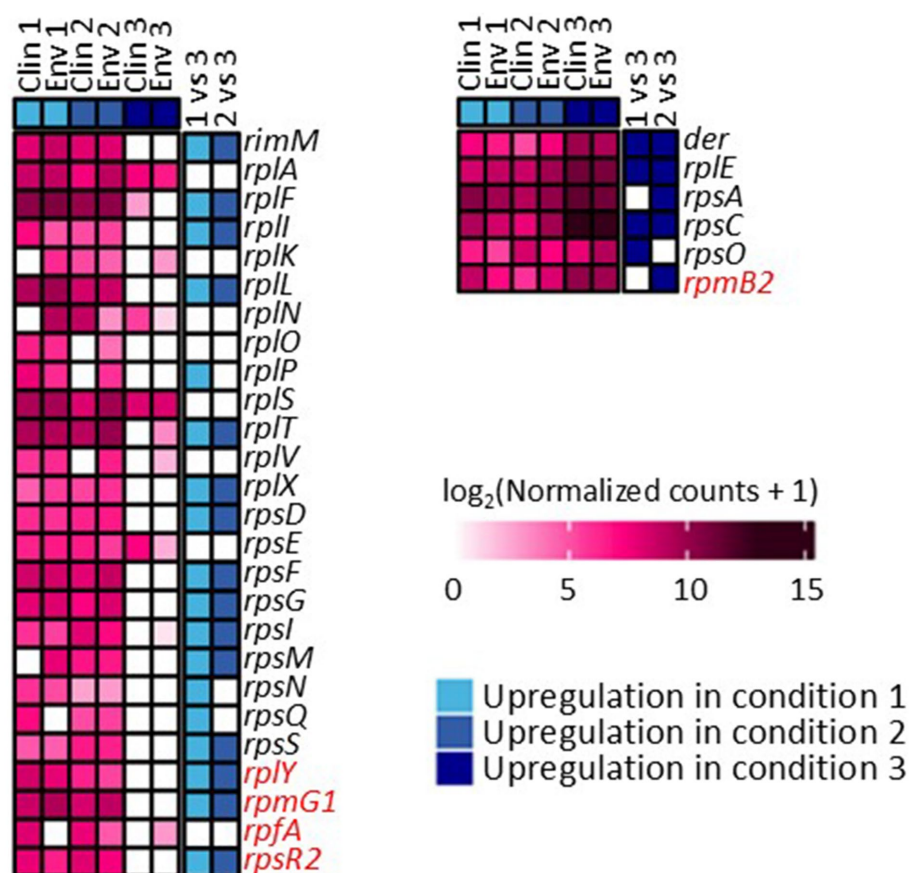 Clin 1
Env 1
Clin 2
Env 2
Clin 3
Env 3
1 vs 3
2 vs 3
rimM
rplA
rplF
rplI
rplK
rplL
rplN
rplO
rplP
rplS
rplT
rplV
rplX
rpsD
rpsE
rpsF
rpsG
rpsI
rpsM
rpsN
rpsQ
rpsS
rplY
rpmG1
rpfA
rpsR2
Clin 1
Env 1
Clin 2
Env 2
Clin 3
Env 3
1 vs 3
2 vs 3
der
rplE
rpsA
rpsC
rpsO
rpmB2
log2(Normalized counts + 1)
0 5 10 15
Upregulation in condition 1
Upregulation in condition 2
Upregulation in condition 3